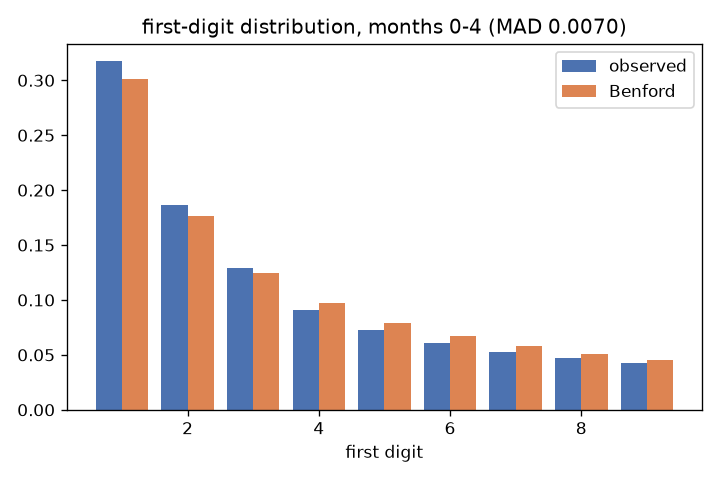 first-digit distribution, months 0-4 (MAD 0.0070)
observed
Benford
0.30
0.25
0.20
0.15
0.10
0.05
0.00
2 4 6 8
first digit